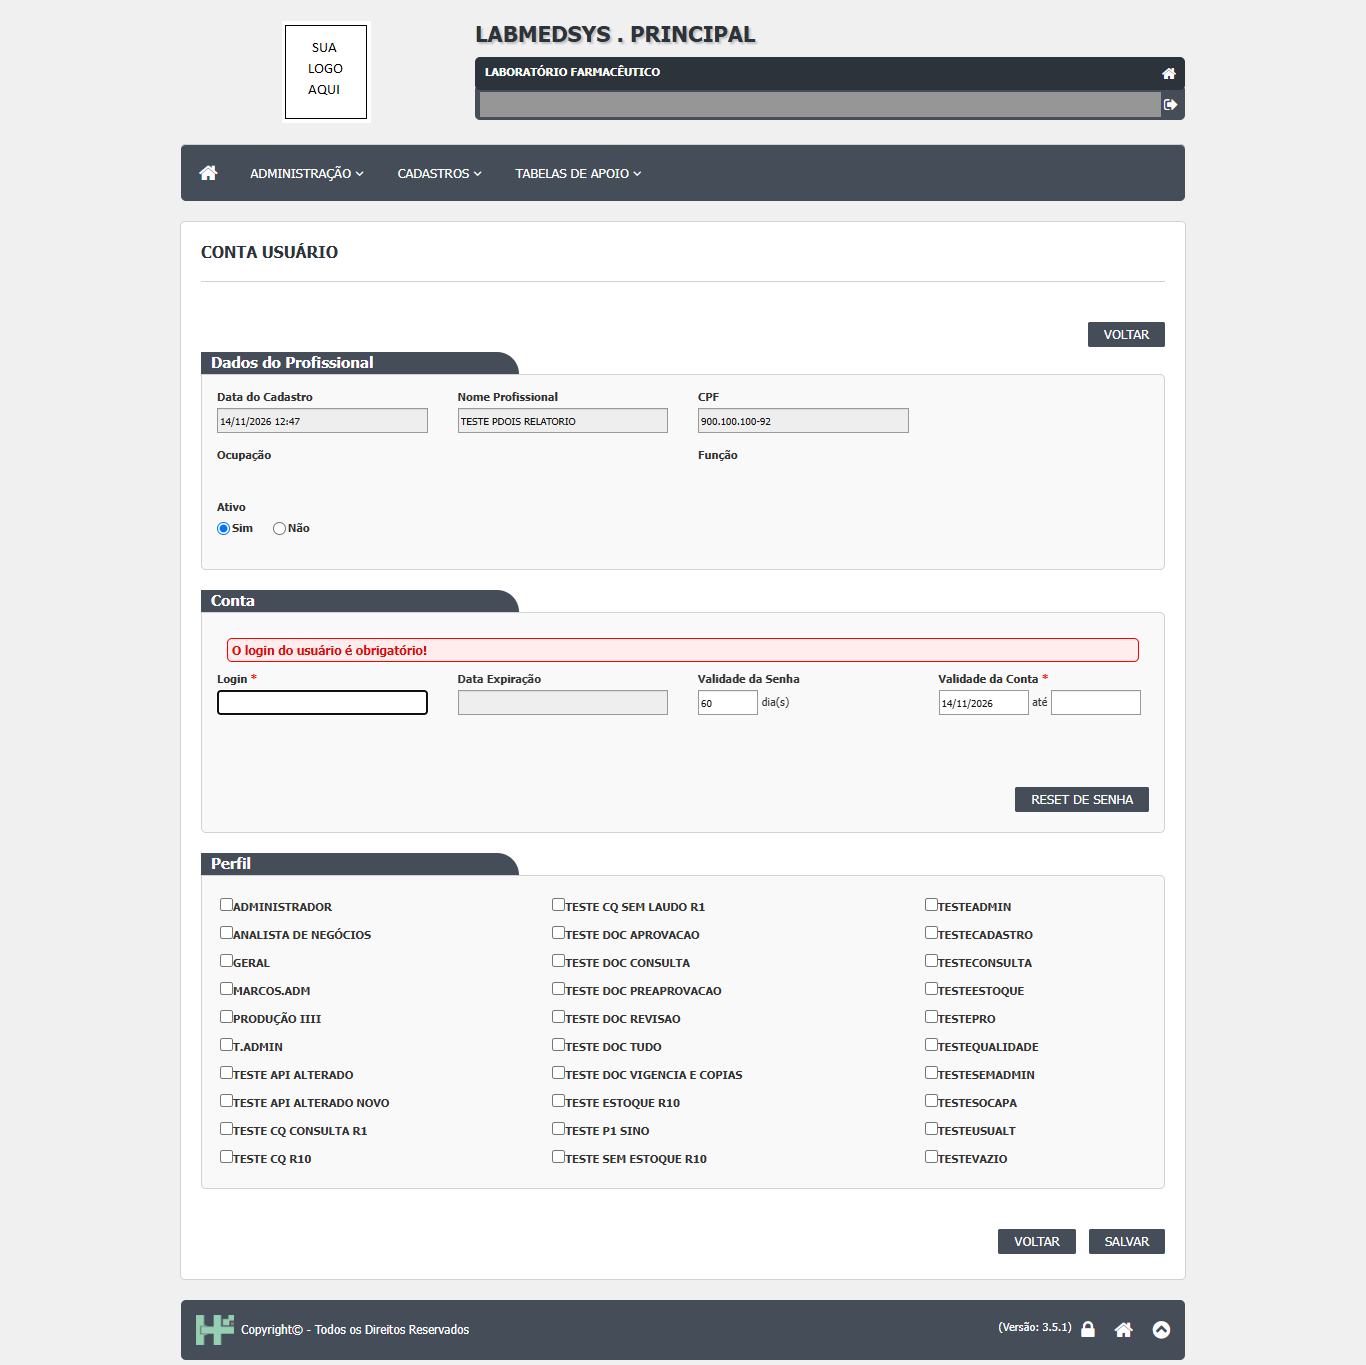 SUA
LOGO
AQUI
LABMEDSYS . PRINCIPAL
LABORATÓRIO FARMACÊUTICO
ADMINISTRAÇÃO CADASTROS TABELAS DE APOIO
CONTA USUÁRIO
VOLTAR
Dados do Profissional
Data do Cadastro Nome Profissional CPF
14/11/2026 12:47 TESTE PDOIS RELATORIO 900.100.100-92
Ocupação Função
Ativo
Sim Não
Conta
O login do usuário é obrigatório!
Login * Data Expiração Validade da Senha Validade da Conta *
60 dia(s) 14/11/2026 até
RESET DE SENHA
Perfil
ADMINISTRADOR TESTE CQ SEM LAUDO R1 TESTEADMIN
ANALISTA DE NEGÓCIOS TESTE DOC APROVACAO TESTECADASTRO
GERAL TESTE DOC CONSULTA TESTECONSULTA
MARCOS.ADM TESTE DOC PREAPROVACAO TESTEESTOQUE
PRODUÇÃO IIII TESTE DOC REVISAO TESTEPRO
T.ADMIN TESTE DOC TUDO TESTEQUALIDADE
TESTE API ALTERADO TESTE DOC VIGENCIA E COPIAS TESTESEMADMIN
TESTE API ALTERADO NOVO TESTE ESTOQUE R10 TESTESOCAPA
TESTE CQ CONSULTA R1 TESTE P1 SINO TESTEUSUALT
TESTE CQ R10 TESTE SEM ESTOQUE R10 TESTEVAZIO
VOLTAR SALVAR
Copyright© - Todos os Direitos Reservados (Versão: 3.5.1)